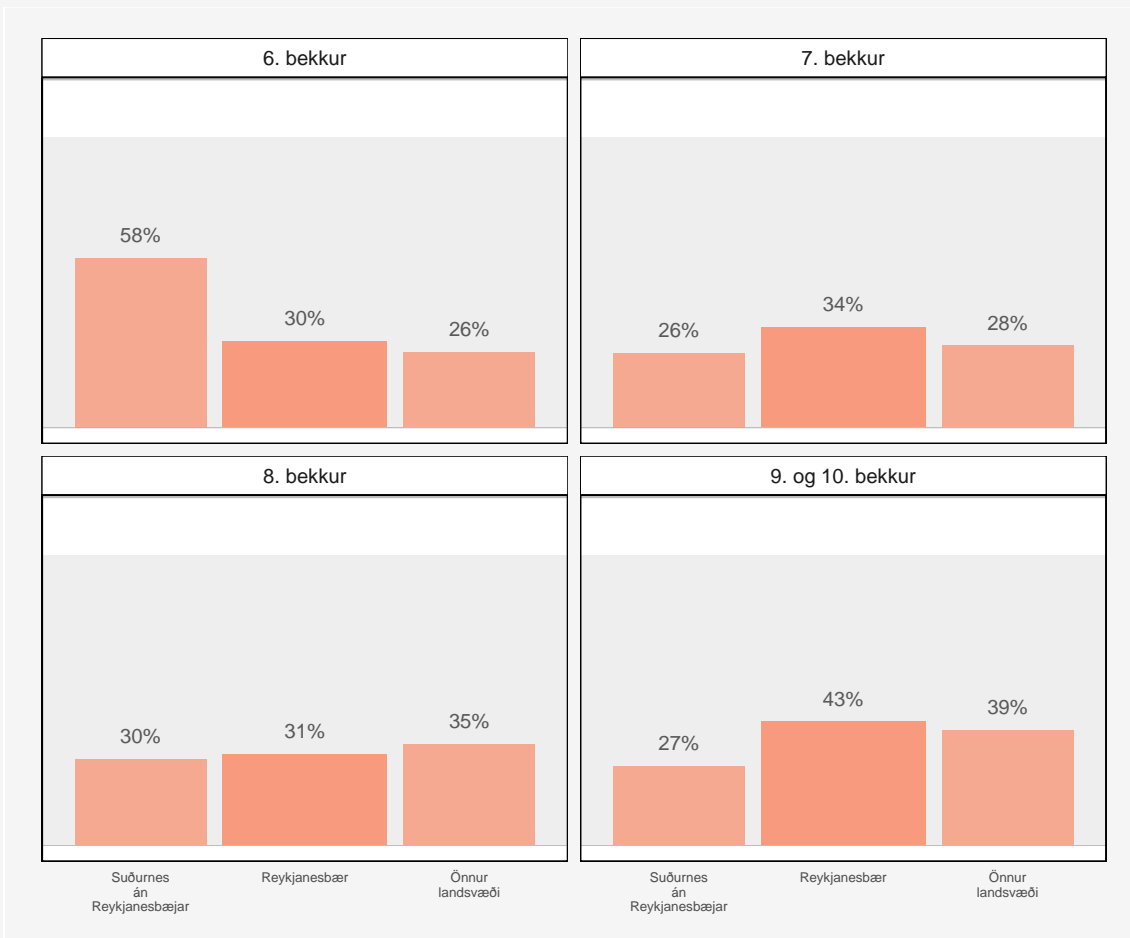 6. bekkur
7. bekkur
58%
30%
26%
26%
34%
28%
8. bekkur
9. og 10. bekkur
30%
31%
35%
27%
43%
39%
Suðurnes
án
Reykjanesbæjar
Reykjanesbær
Önnur
landsvæði
Suðurnes
án
Reykjanesbæjar
Reykjanesbær
Önnur
landsvæði